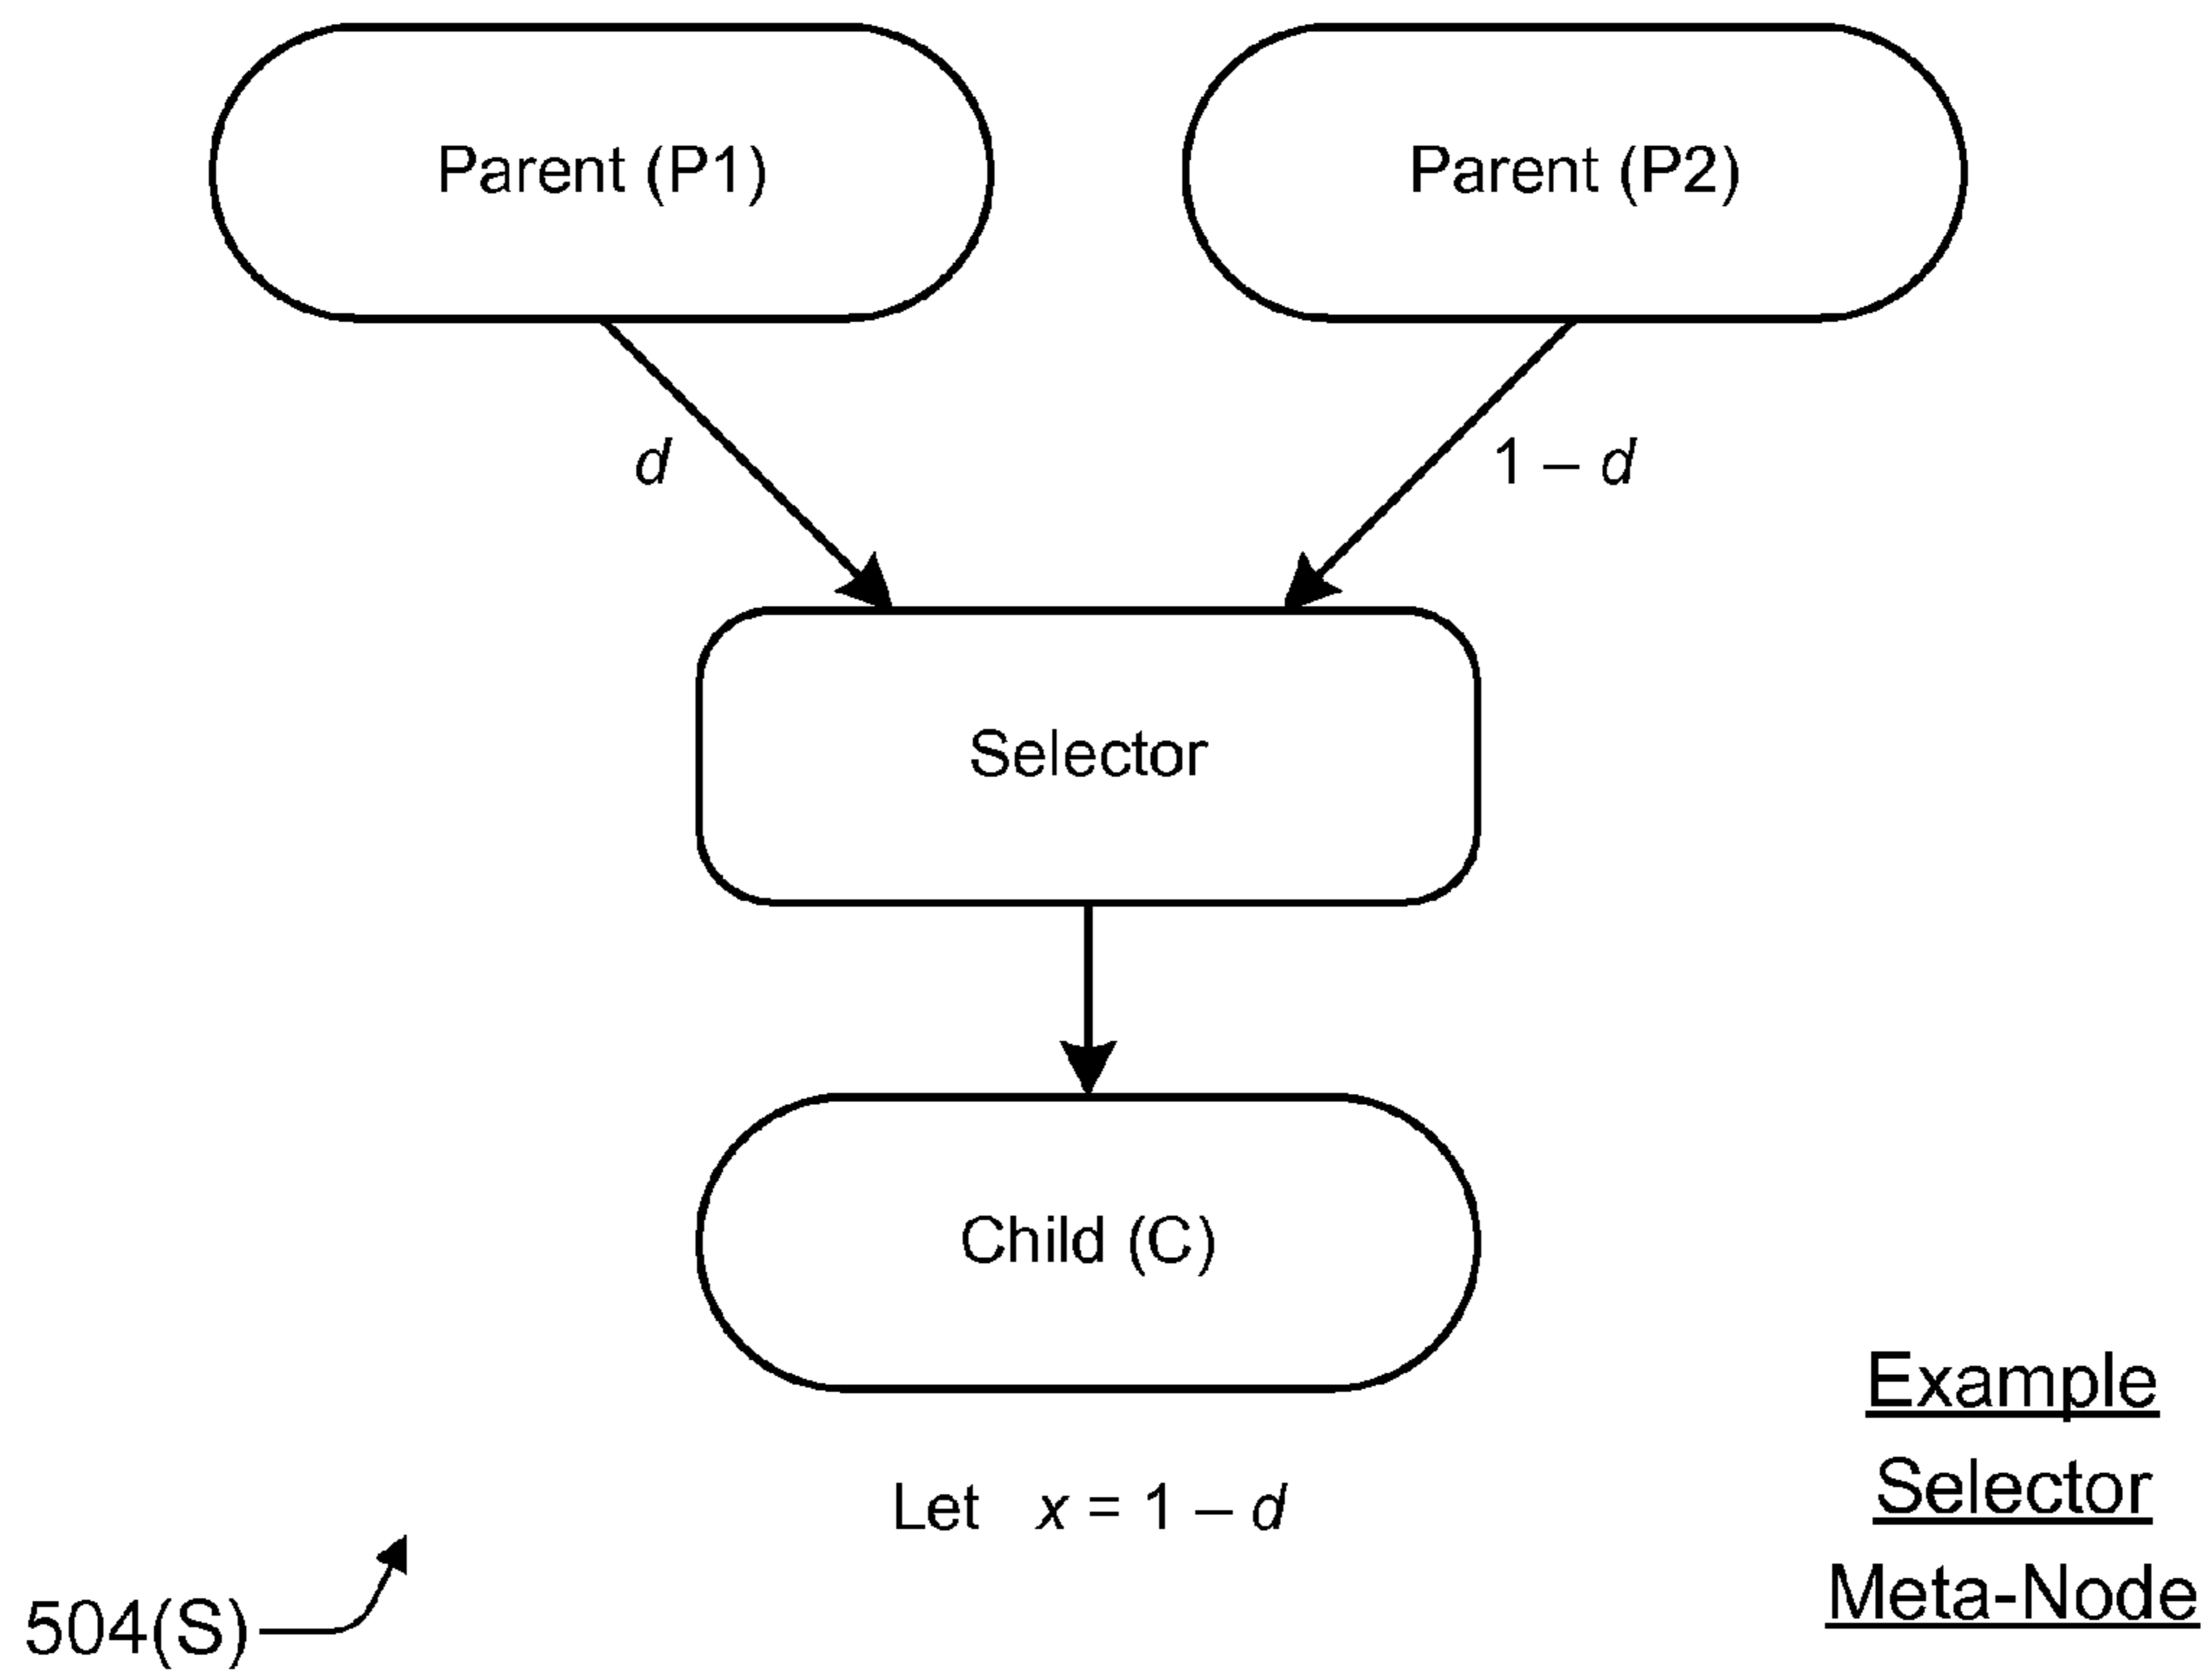 Parent (P1)
Parent (P2)
d
1 – d
Selector
Child (C)
Let x = 1 – d
Example
Selector
Meta-Node
504(S)